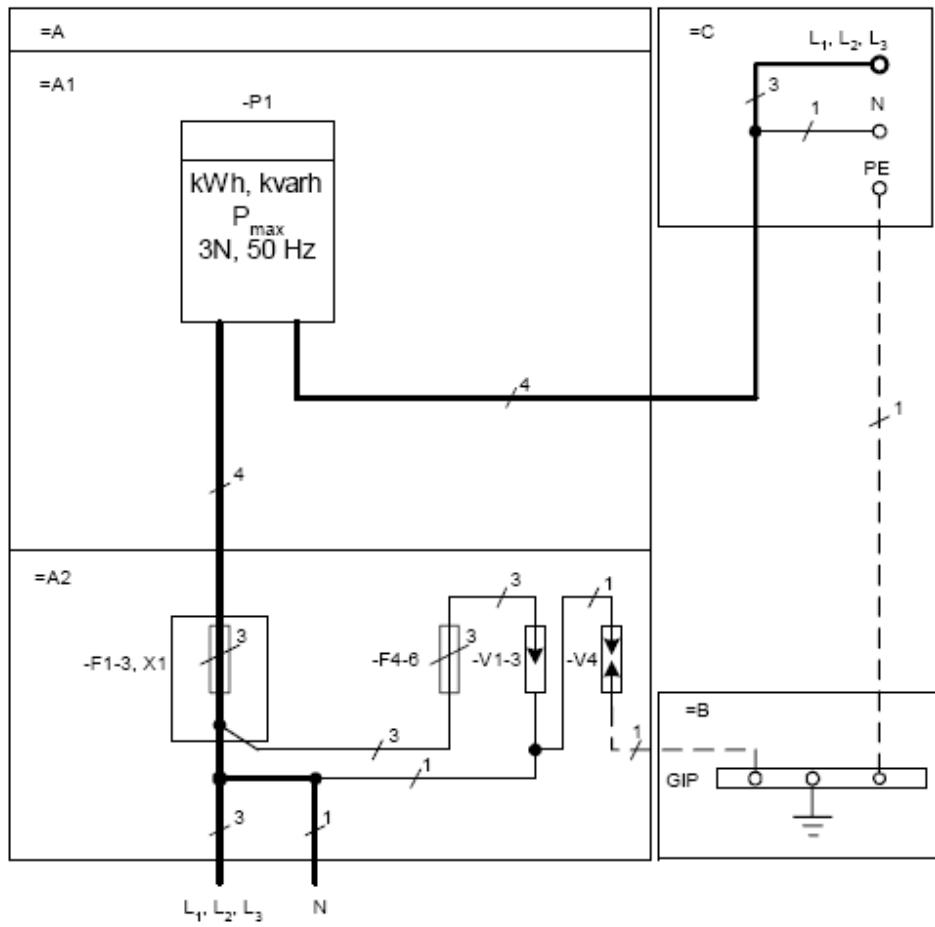 =A
=A1
-P1
kWh, kvarh
Pmax
3N, 50 Hz
4
4
=C
L1, L2, L3
3
1
N
PE
1
=A2
-F1-3, X1
3
-F4-6
3
3
-V1-3
1
-V4
3
1
1
3
1
L1, L2, L3
N
=B
GIP